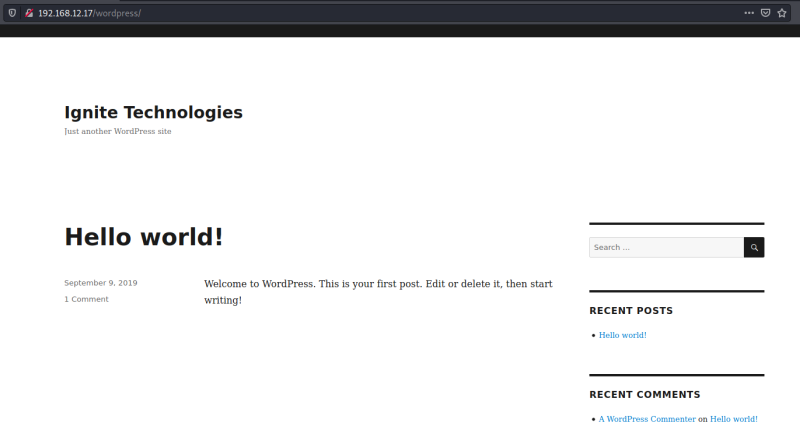 192.168.12.17/wordpress/
Ignite Technologies
Just another WordPress site
Hello world!
September 9, 2019
1 Comment
Welcome to WordPress. This is your first post. Edit or delete it, then start
writing!
Search ...
RECENT POSTS
Hello world!
RECENT COMMENTS
A WordPress Commenter on Hello world!